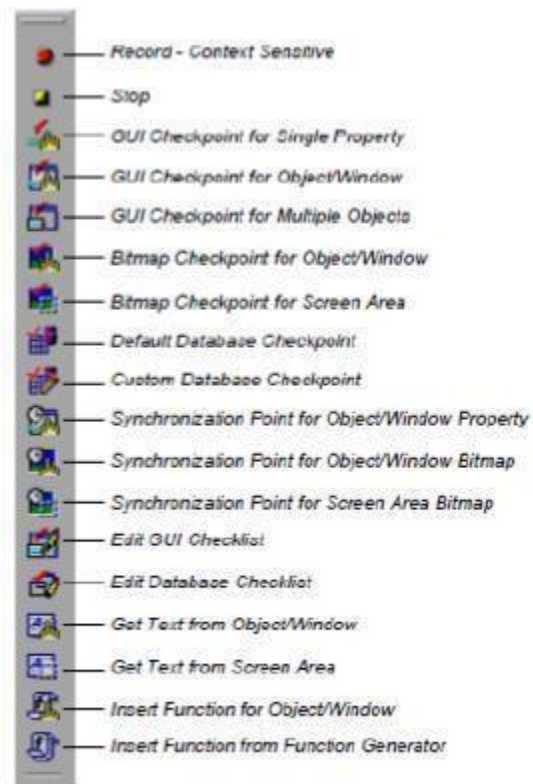 Record - Context Sensitive
Stop
GUI Checkpoint for Single Property
GUI Checkpoint for Object/Window
GUI Checkpoint for Multiple Objects
Bitmap Checkpoint for Object/Window
Bitmap Checkpoint for Screen Area
Default Database Checkpoint
Custom Database Checkpoint
Synchronization Point for Object/Window Property
Synchronization Point for Object/Window Bitmap
Synchronization Point for Screen Area Bitmap
Edit GUI Checklist
Edit Database Checklist
Get Text from Object/Window
Get Text from Screen Area
Insert Function for Object/Window
Insert Function from Function Generator